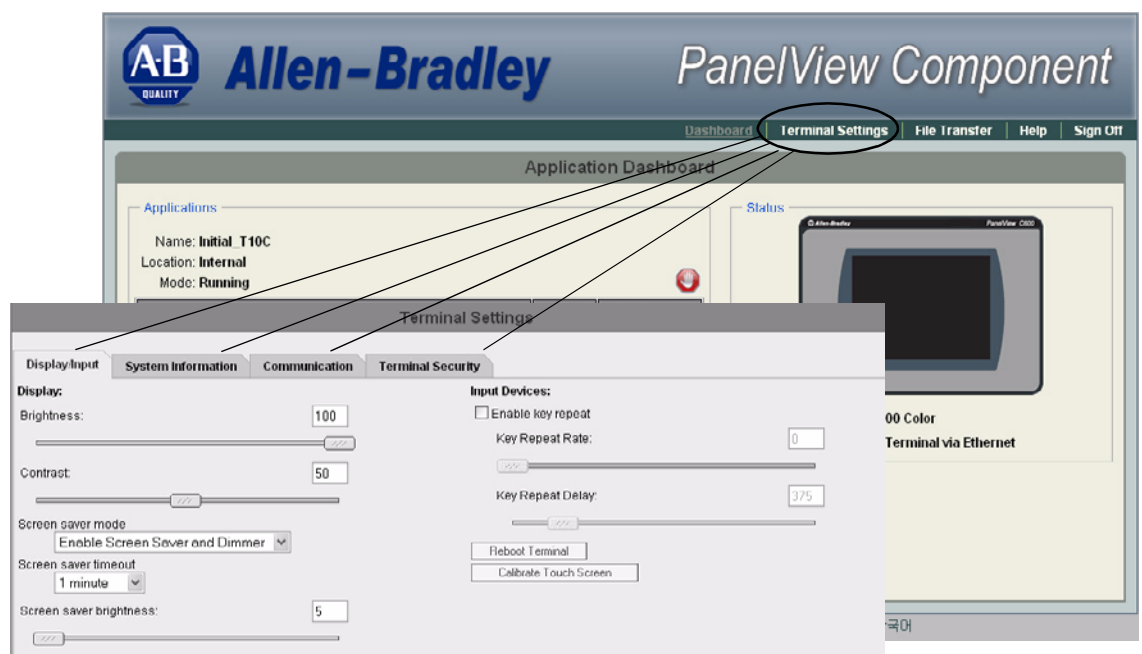 A-B
QUALITY
Allen-Bradley
PanelView Component
Dashboard
Terminal Settings
File Transfer
Help
Sign Off
Application Dashboard
Applications
Name: Initial_T10C
Location: Internal
Mode: Running
Status
Allen-Bradley
PanelView C600
00 Color
Terminal via Ethernet
국어
Terminal Settings
Display/Input
System Information
Communication
Terminal Security
Display:
Brightness: 100
Contrast: 50
Screen saver mode
Enable Screen Saver and Dimmer
Screen saver timeout
1 minute
Screen saver brightness: 5
Input Devices:
Enable key repeat
Key Repeat Rate: 0
Key Repeat Delay: 375
Reboot Terminal
Calibrate Touch Screen